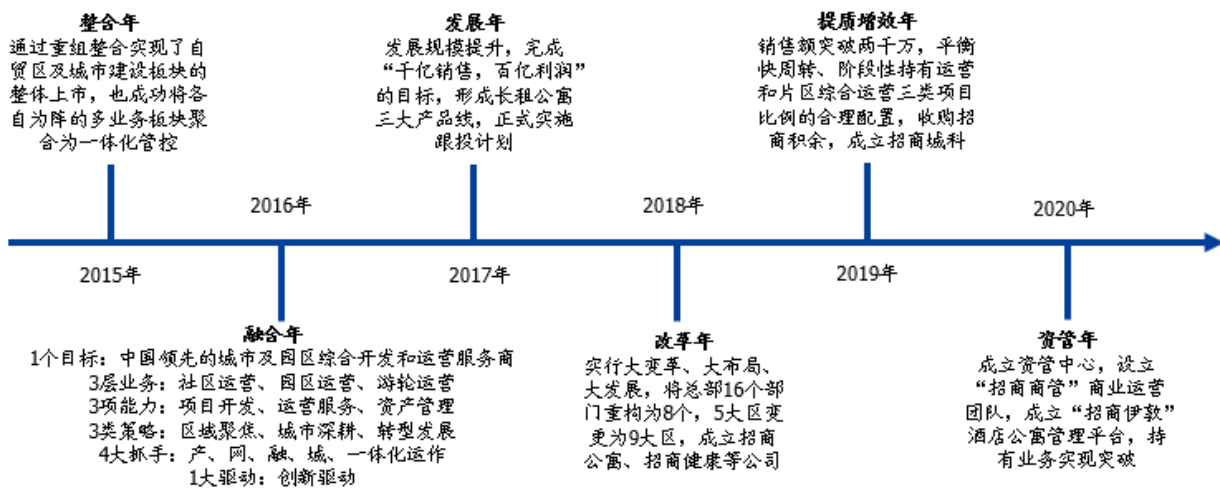 整合年
通过重组整合实现了自
贸区及城市建设板块的
整体上市，也成功将各
自为阵的多业务板块聚
合为一体化管控
发展年
发展规模提升，完成
“千亿销售，百亿利润”
的目标，形成长租公寓
三大产品线，正式实施
跟投计划
提质增效年
销售额突破两千万，平衡
快周转、阶段性持有运营
和片区综合运营三类项目
比例的合理配置，收购招
商积余，成立招商城科
2016年
2018年
2020年
2015年
2017年
2019年
融合年
1个目标：中国领先的城市及园区综合开发和运营服务商
3层业务：社区运营、园区运营、游轮运营
3项能力：项目开发、运营服务、资产管理
3类策略：区域聚焦、城市深耕、转型发展
4大抓手：产、网、融、城、一体化运作
1大驱动：创新驱动
改革年
实行大变革、大布局、
大发展，将总部16个部
门重构为8个，5大区变
更为9大区，成立招商
公寓、招商健康等公司
资管年
成立资管中心，设立
“招商商管”商业运营
团队，成立“招商伊敦”
酒店公寓管理平台，持
有业务实现突破